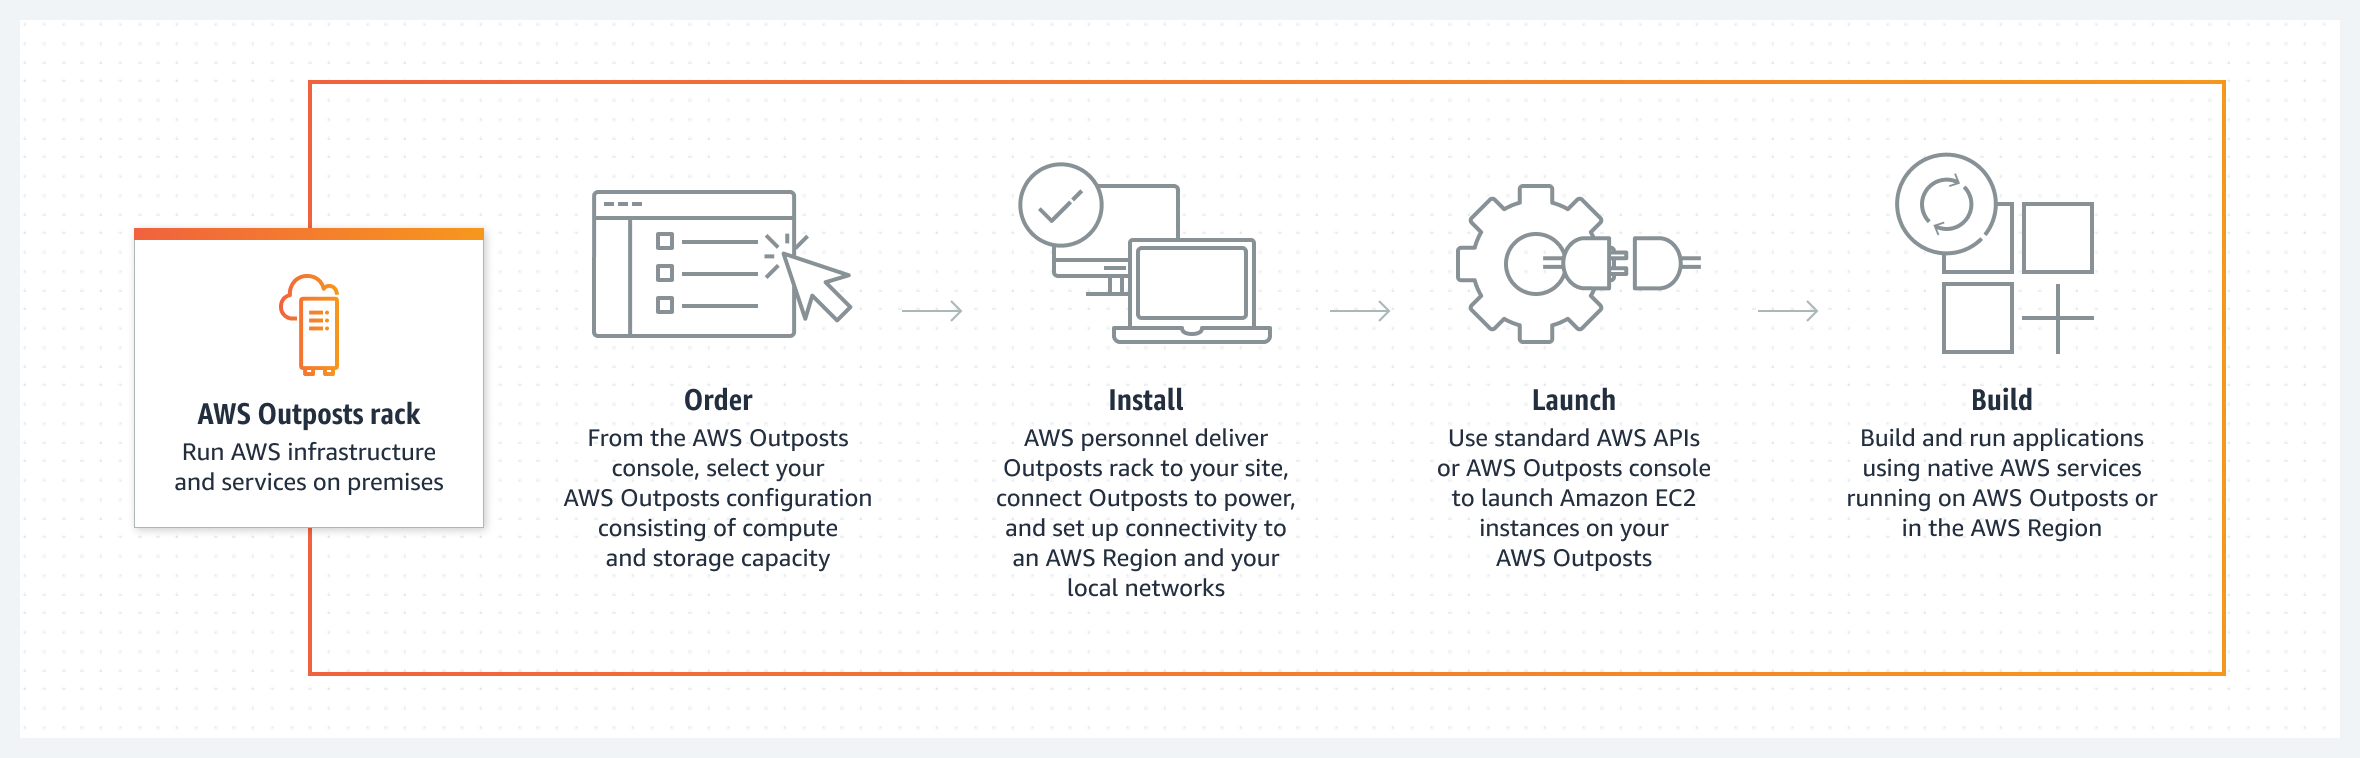 AWS Outposts rack
Run AWS infrastructure
and services on premises
Order
From the AWS Outposts
console, select your
AWS Outposts configuration
consisting of compute
and storage capacity
Install
AWS personnel deliver
Outposts rack to your site,
connect Outposts to power,
and set up connectivity to
an AWS Region and your
local networks
Launch
Use standard AWS APIs
or AWS Outposts console
to launch Amazon EC2
instances on your
AWS Outposts
Build
Build and run applications
using native AWS services
running on AWS Outposts or
in the AWS Region